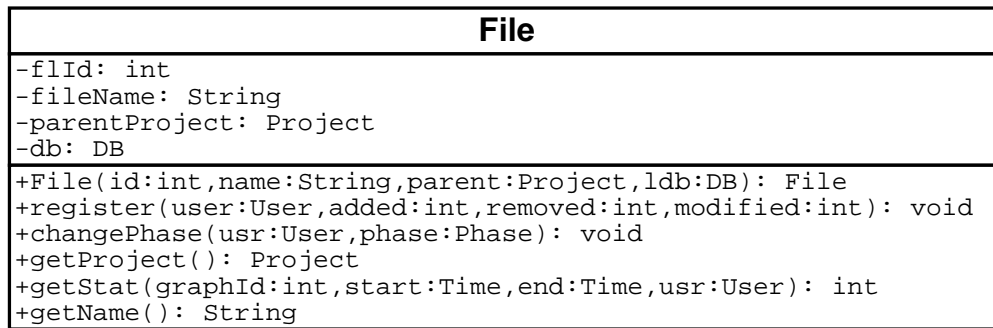 File
-flId: int
-fileName: String
-parentProject: Project
-db: DB
+File(id:int,name:String,parent:Project,ldb:DB): File
+register(user:User,added:int,removed:int,modified:int): void
+changePhase(usr:User,phase:Phase): void
+getProject(): Project
+getStat(graphId:int,start:Time,end:Time,usr:User): int
+getName(): String